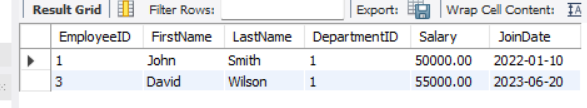 Result Grid Filter Rows: Export: Wrap Cell Content: IA
EmployeeID FirstName LastName DepartmentID Salary JoinDate
1 John Smith 1 50000.00 2022-01-10
3 David Wilson 1 55000.00 2023-06-20